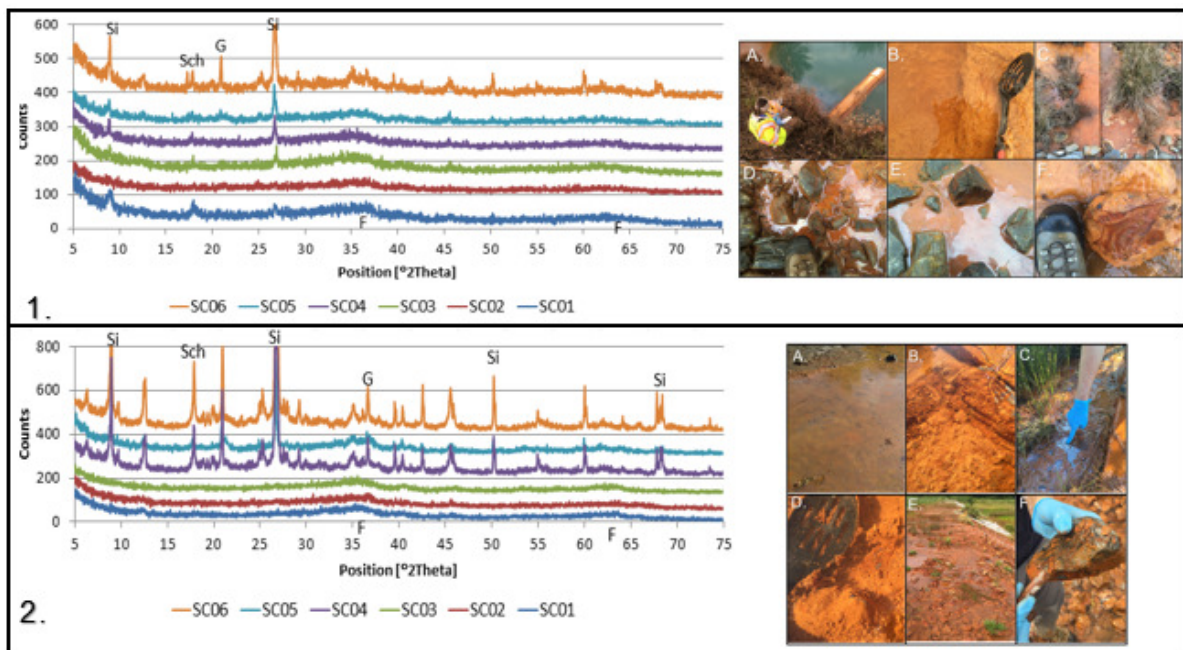 600
500
400
300
200
100
0
Counts
Si
Sch
G
Si
F
F
5 10 15 20 25 30 35 40 45 50 55 60 65 70 75
Position [°2Theta]
SC06 SC05 SC04 SC03 SC02 SC01
1.
A. B. C.
D. E. F.
800
600
400
200
0
Counts
Si
Sch
Si
G
Si
Si
F
F
5 10 15 20 25 30 35 40 45 50 55 60 65 70 75
Position [°2Theta]
SC06 SC05 SC04 SC03 SC02 SC01
2.
A. B. C.
D. E. F.